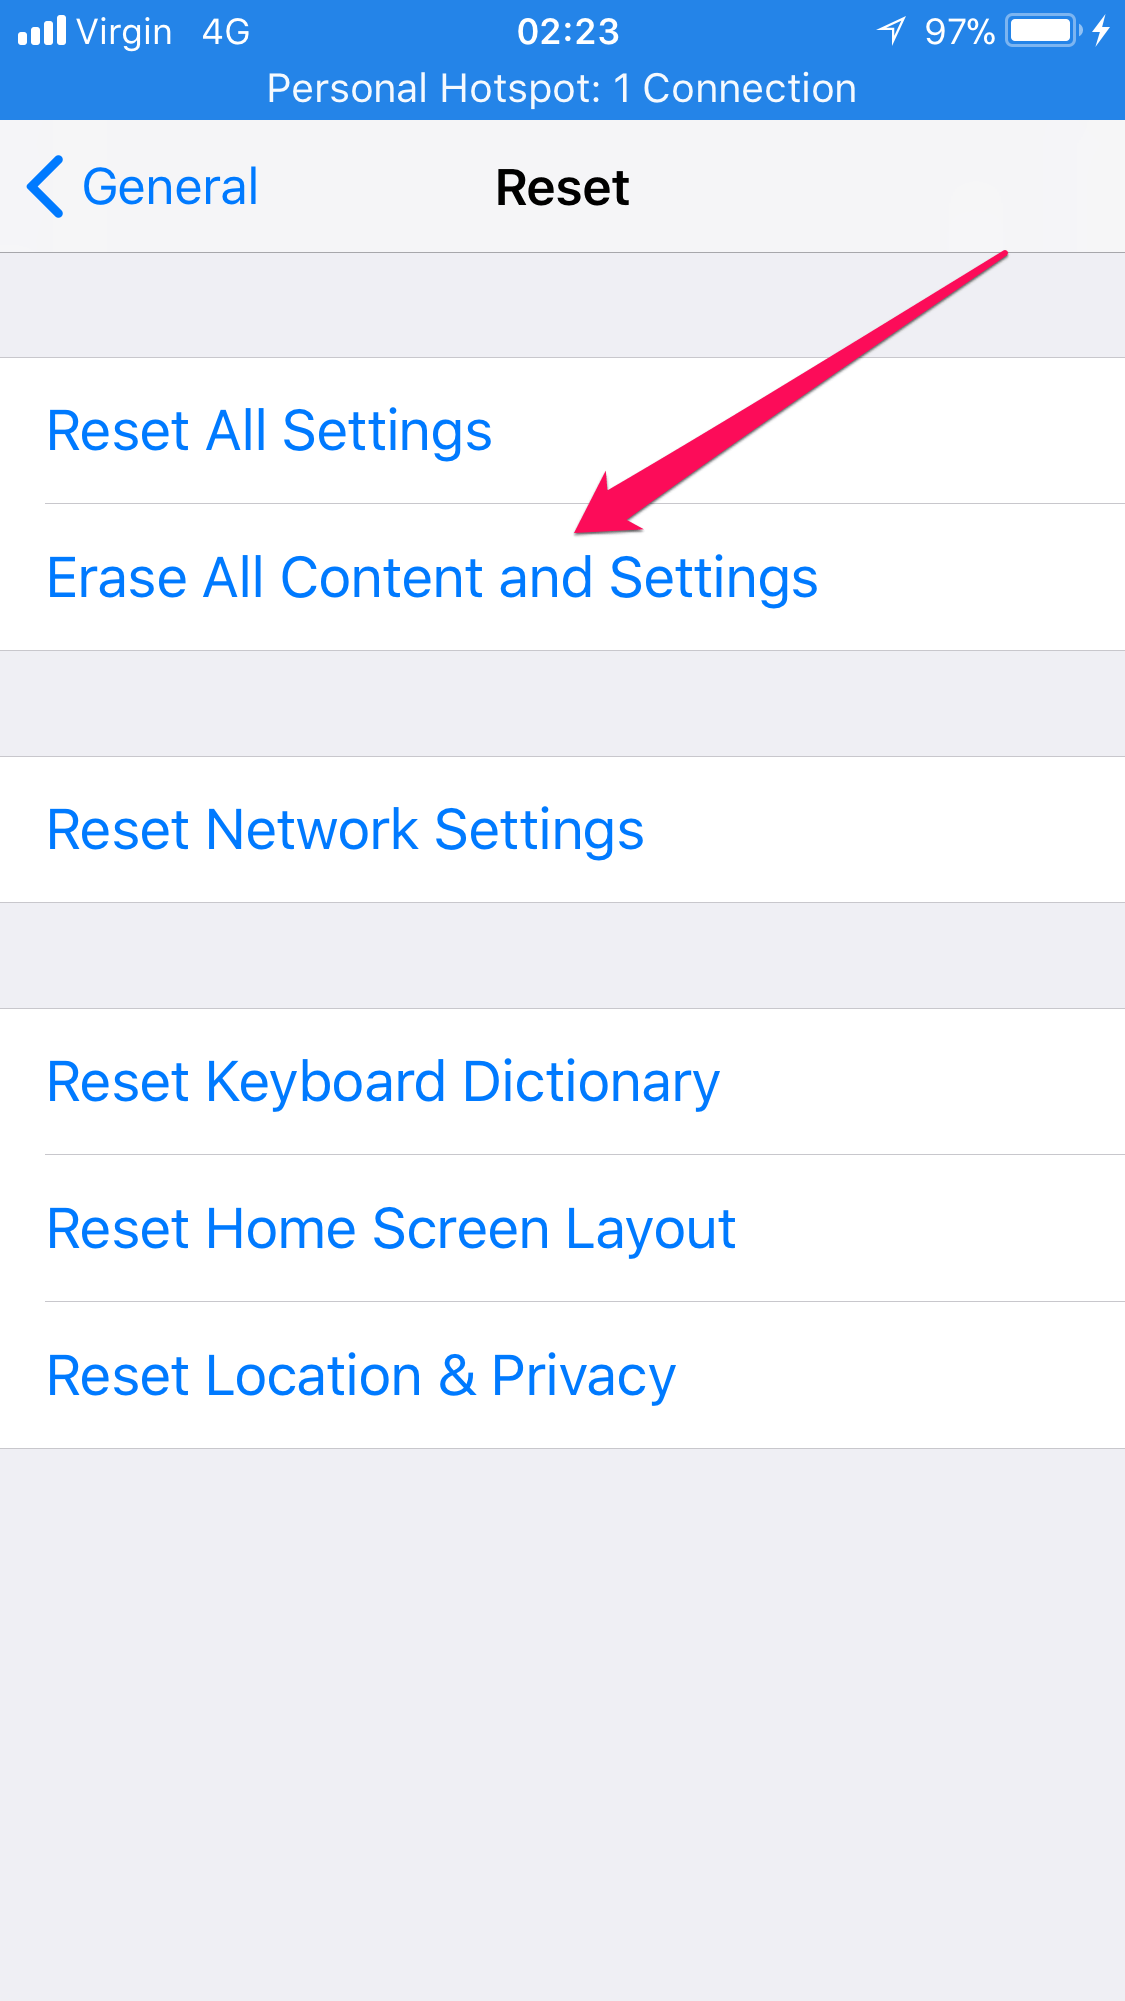 Virgin 4G 02:23 97%
Personal Hotspot: 1 Connection
General Reset
Reset All Settings
Erase All Content and Settings
Reset Network Settings
Reset Keyboard Dictionary
Reset Home Screen Layout
Reset Location & Privacy